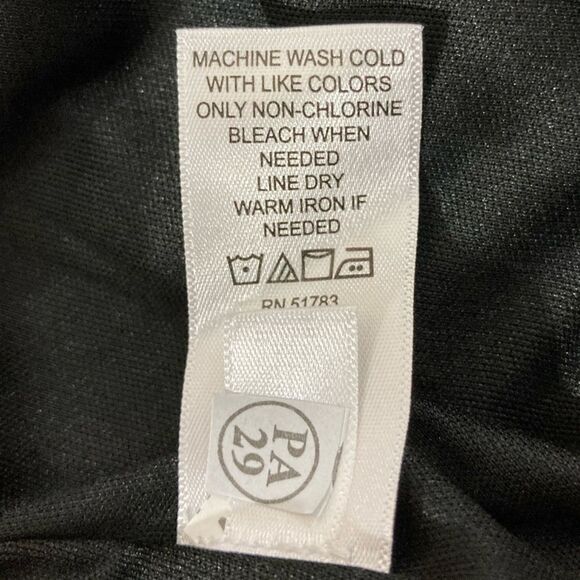 MACHINE WASH COLD
WITH LIKE COLORS
ONLY NON-CHLORINE
BLEACH WHEN
NEEDED
LINE DRY
WARM IRON IF
NEEDED
RN 51783
PA
29